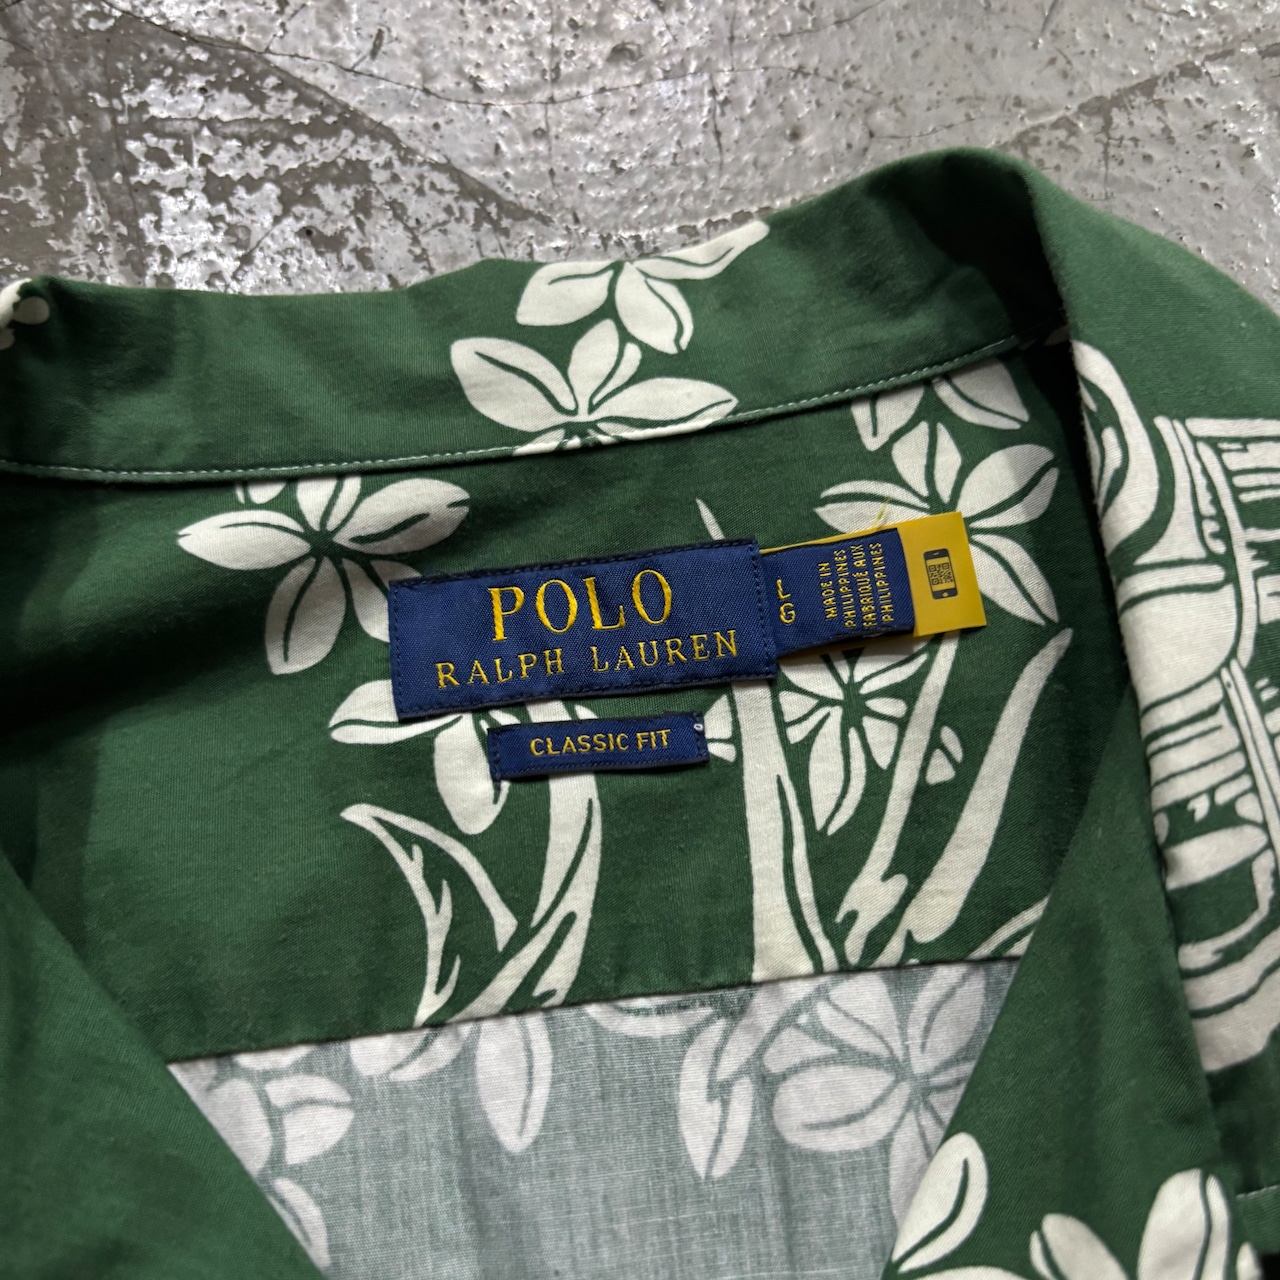 POLO
RALPH LAUREN
L
G
MADE IN
PHILIPPINES
FABRIQUÉ AUX
PHILIPPINES
CLASSIC FIT